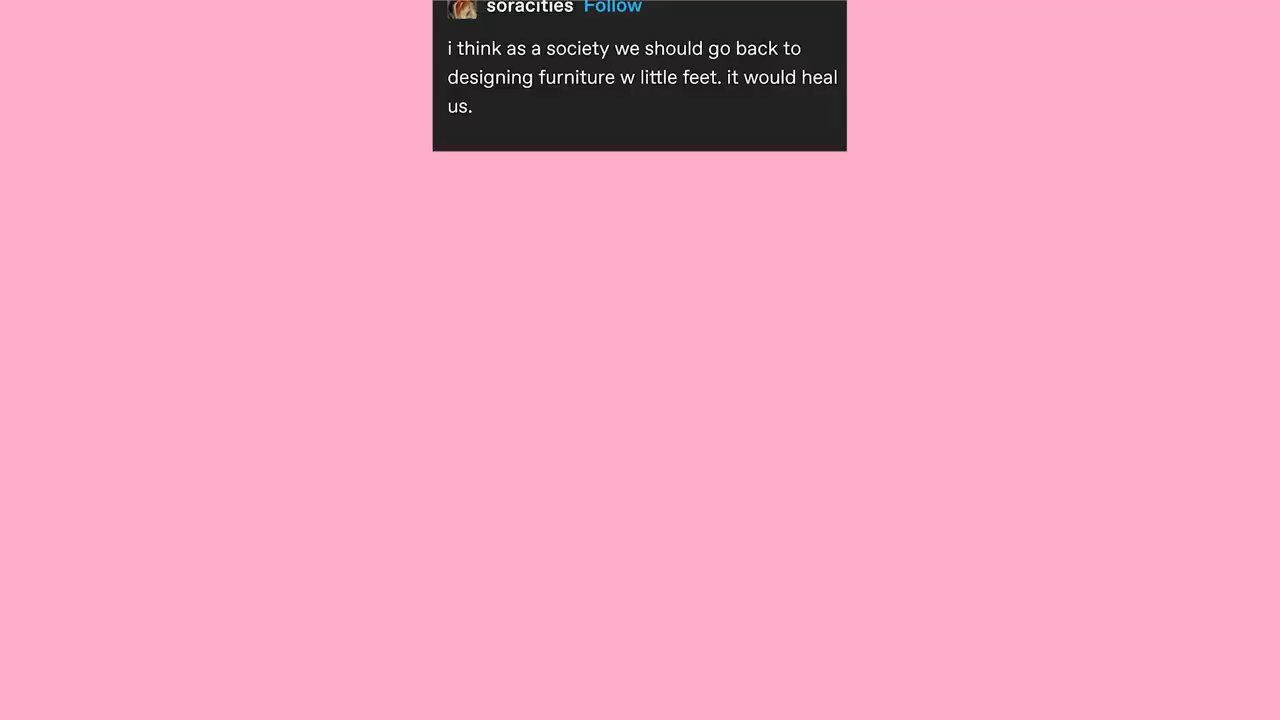 soracities Follow
i think as a society we should go back to
designing furniture w little feet. it would heal
us.